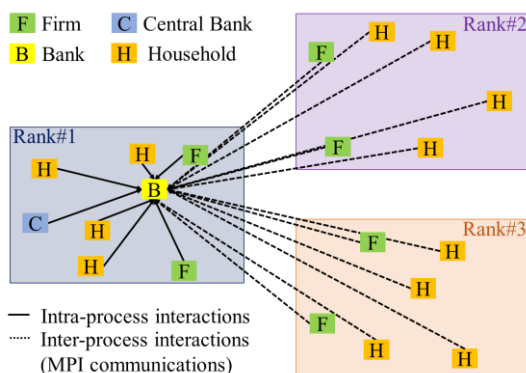 F Firm
C Central Bank
B Bank
H Household
Rank#1
H
H
F
B
C
H
H
F
Rank#2
F
H
H
H
F
H
Rank#3
F
H
H
F
H
H
Intra-process interactions
Inter-process interactions
(MPI communications)